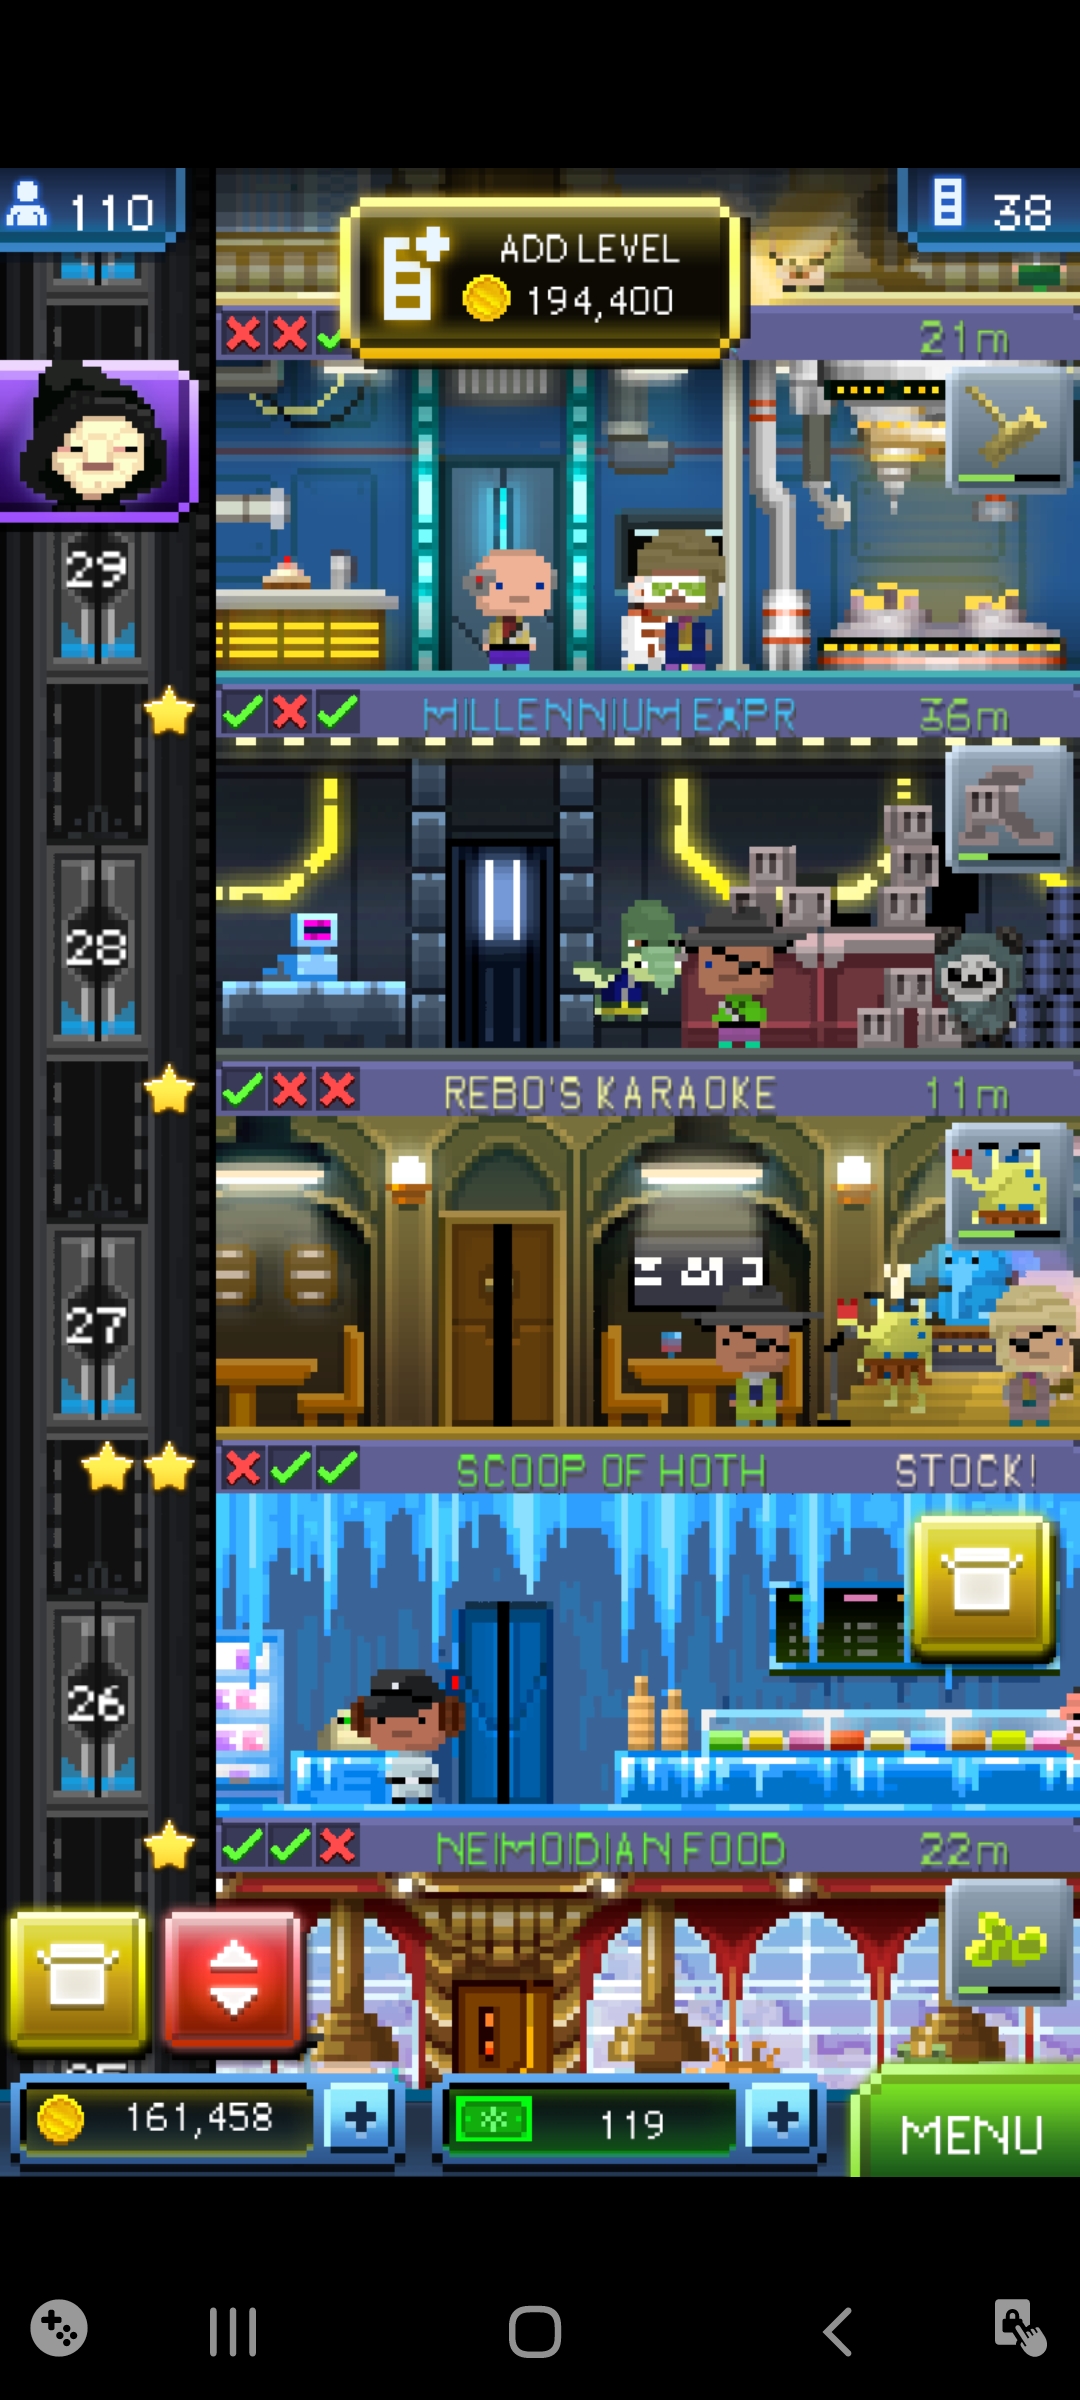 110
38
ADD LEVEL
194,400
21m
29
MILLENNIUM EXPR
36m
28
REBO'S KARAOKE
11m
27
SCOOP OF HOTH
STOCK!
26
NEIMOIDIAN FOOD
22m
161,458
119
MENU